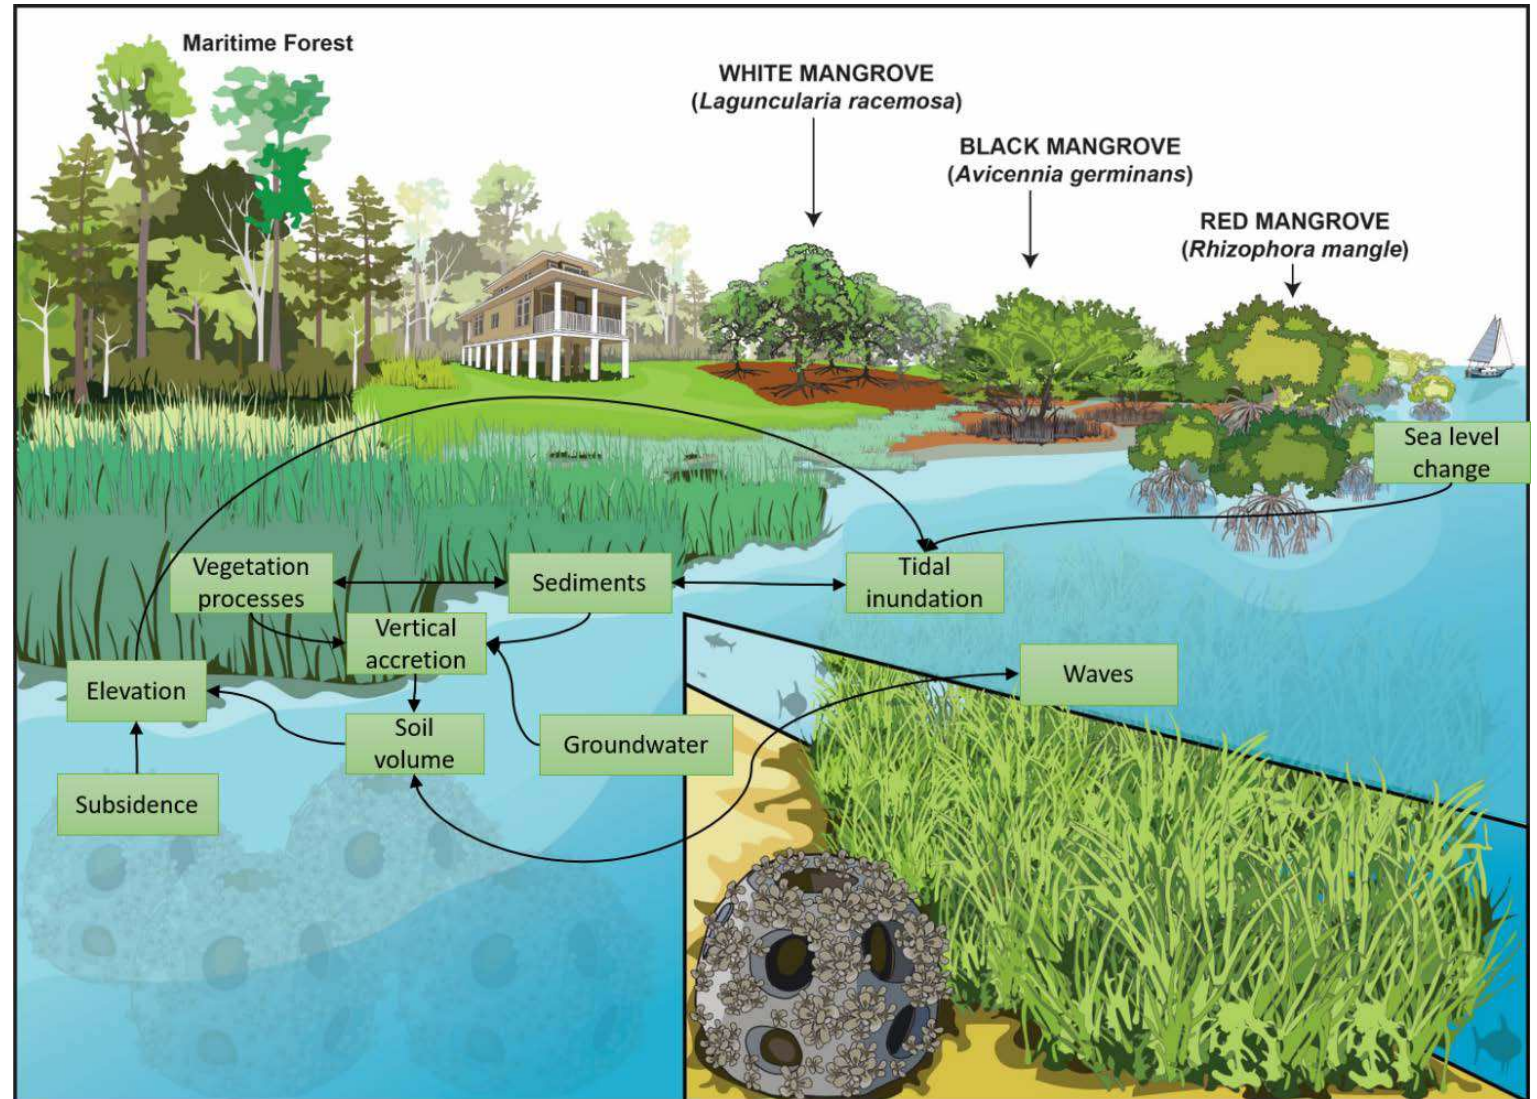 Maritime Forest
WHITE MANGROVE
(Laguncularia racemosa)
BLACK MANGROVE
(Avicennia germinans)
RED MANGROVE
(Rhizophora mangle)
Sea level
change
Vegetation
processes
Sediments
Tidal
inundation
Vertical
accretion
Elevation
Waves
Soil
volume
Groundwater
Subsidence